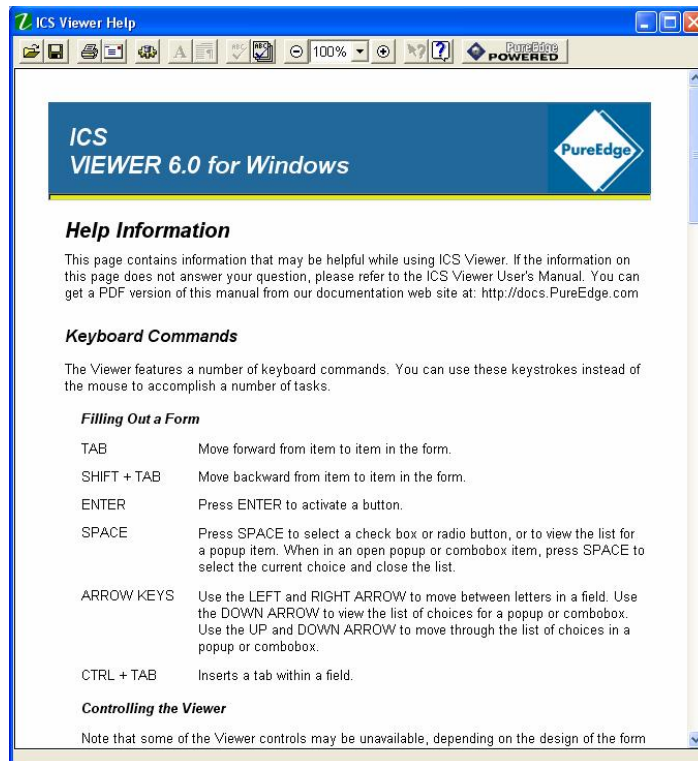 ICS Viewer Help
A
ABC
ABC
100%
?
?
PureEdge
POWERED
ICS
VIEWER 6.0 for Windows
PureEdge
Help Information
This page contains information that may be helpful while using ICS Viewer. If the information on
this page does not answer your question, please refer to the ICS Viewer User's Manual. You can
get a PDF version of this manual from our documentation web site at: http://docs.PureEdge.com
Keyboard Commands
The Viewer features a number of keyboard commands. You can use these keystrokes instead of
the mouse to accomplish a number of tasks.
Filling Out a Form
TAB Move forward from item to item in the form.
SHIFT + TAB Move backward from item to item in the form.
ENTER Press ENTER to activate a button.
SPACE Press SPACE to select a check box or radio button, or to view the list for
a popup item. When in an open popup or combobox item, press SPACE to
select the current choice and close the list.
ARROW KEYS Use the LEFT and RIGHT ARROW to move between letters in a field. Use
the DOWN ARROW to view the list of choices for a popup or combobox.
Use the UP and DOWN ARROW to move through the list of choices in a
popup or combobox.
CTRL + TAB Inserts a tab within a field.
Controlling the Viewer
Note that some of the Viewer controls may be unavailable, depending on the design of the form